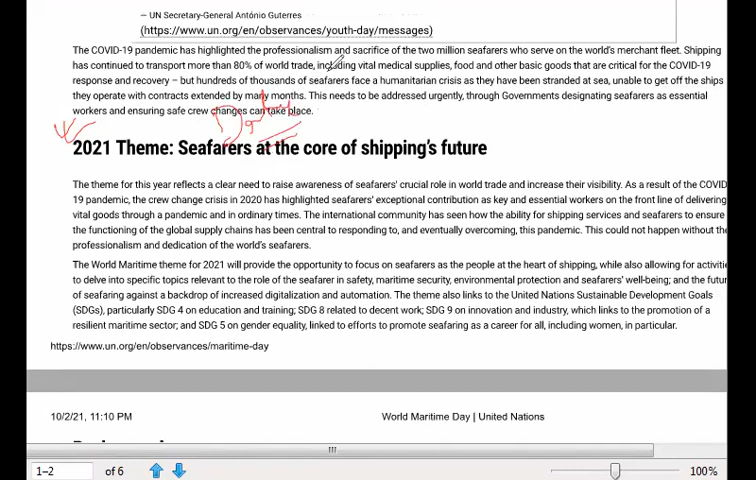 — UN Secretary-General António Guterres
(https://www.un.org/en/observances/youth-day/messages)
The COVID-19 pandemic has highlighted the professionalism and sacrifice of the two million seafarers who serve on the world's merchant fleet. Shipping
has continued to transport more than 80% of world trade, including vital medical supplies, food and other basic goods that are critical for the COVID-19
response and recovery – but hundreds of thousands of seafarers face a humanitarian crisis as they have been stranded at sea, unable to get off the ships
they operate with contracts extended by many months. This needs to be addressed urgently, through Governments designating seafarers as essential
workers and ensuring safe crew changes can take place.
2021 Theme: Seafarers at the core of shipping's future
The theme for this year reflects a clear need to raise awareness of seafarers' crucial role in world trade and increase their visibility. As a result of the COVID
19 pandemic, the crew change crisis in 2020 has highlighted seafarers' exceptional contribution as key and essential workers on the front line of delivering
vital goods through a pandemic and in ordinary times. The international community has seen how the ability for shipping services and seafarers to ensure
the functioning of the global supply chains has been central to responding to, and eventually overcoming, this pandemic. This could not happen without the
professionalism and dedication of the world's seafarers.
The World Maritime theme for 2021 will provide the opportunity to focus on seafarers as the people at the heart of shipping, while also allowing for activitie
to delve into specific topics relevant to the role of the seafarer in safety, maritime security, environmental protection and seafarers' well-being; and the futur
of seafaring against a backdrop of increased digitalization and automation. The theme also links to the United Nations Sustainable Development Goals
(SDGs), particularly SDG 4 on education and training; SDG 8 related to decent work; SDG 9 on innovation and industry, which links to the promotion of a
resilient maritime sector; and SDG 5 on gender equality, linked to efforts to promote seafaring as a career for all, including women, in particular.
https://www.un.org/en/observances/maritime-day
10/2/21, 11:10 PM World Maritime Day | United Nations
1–2 of 6 100%